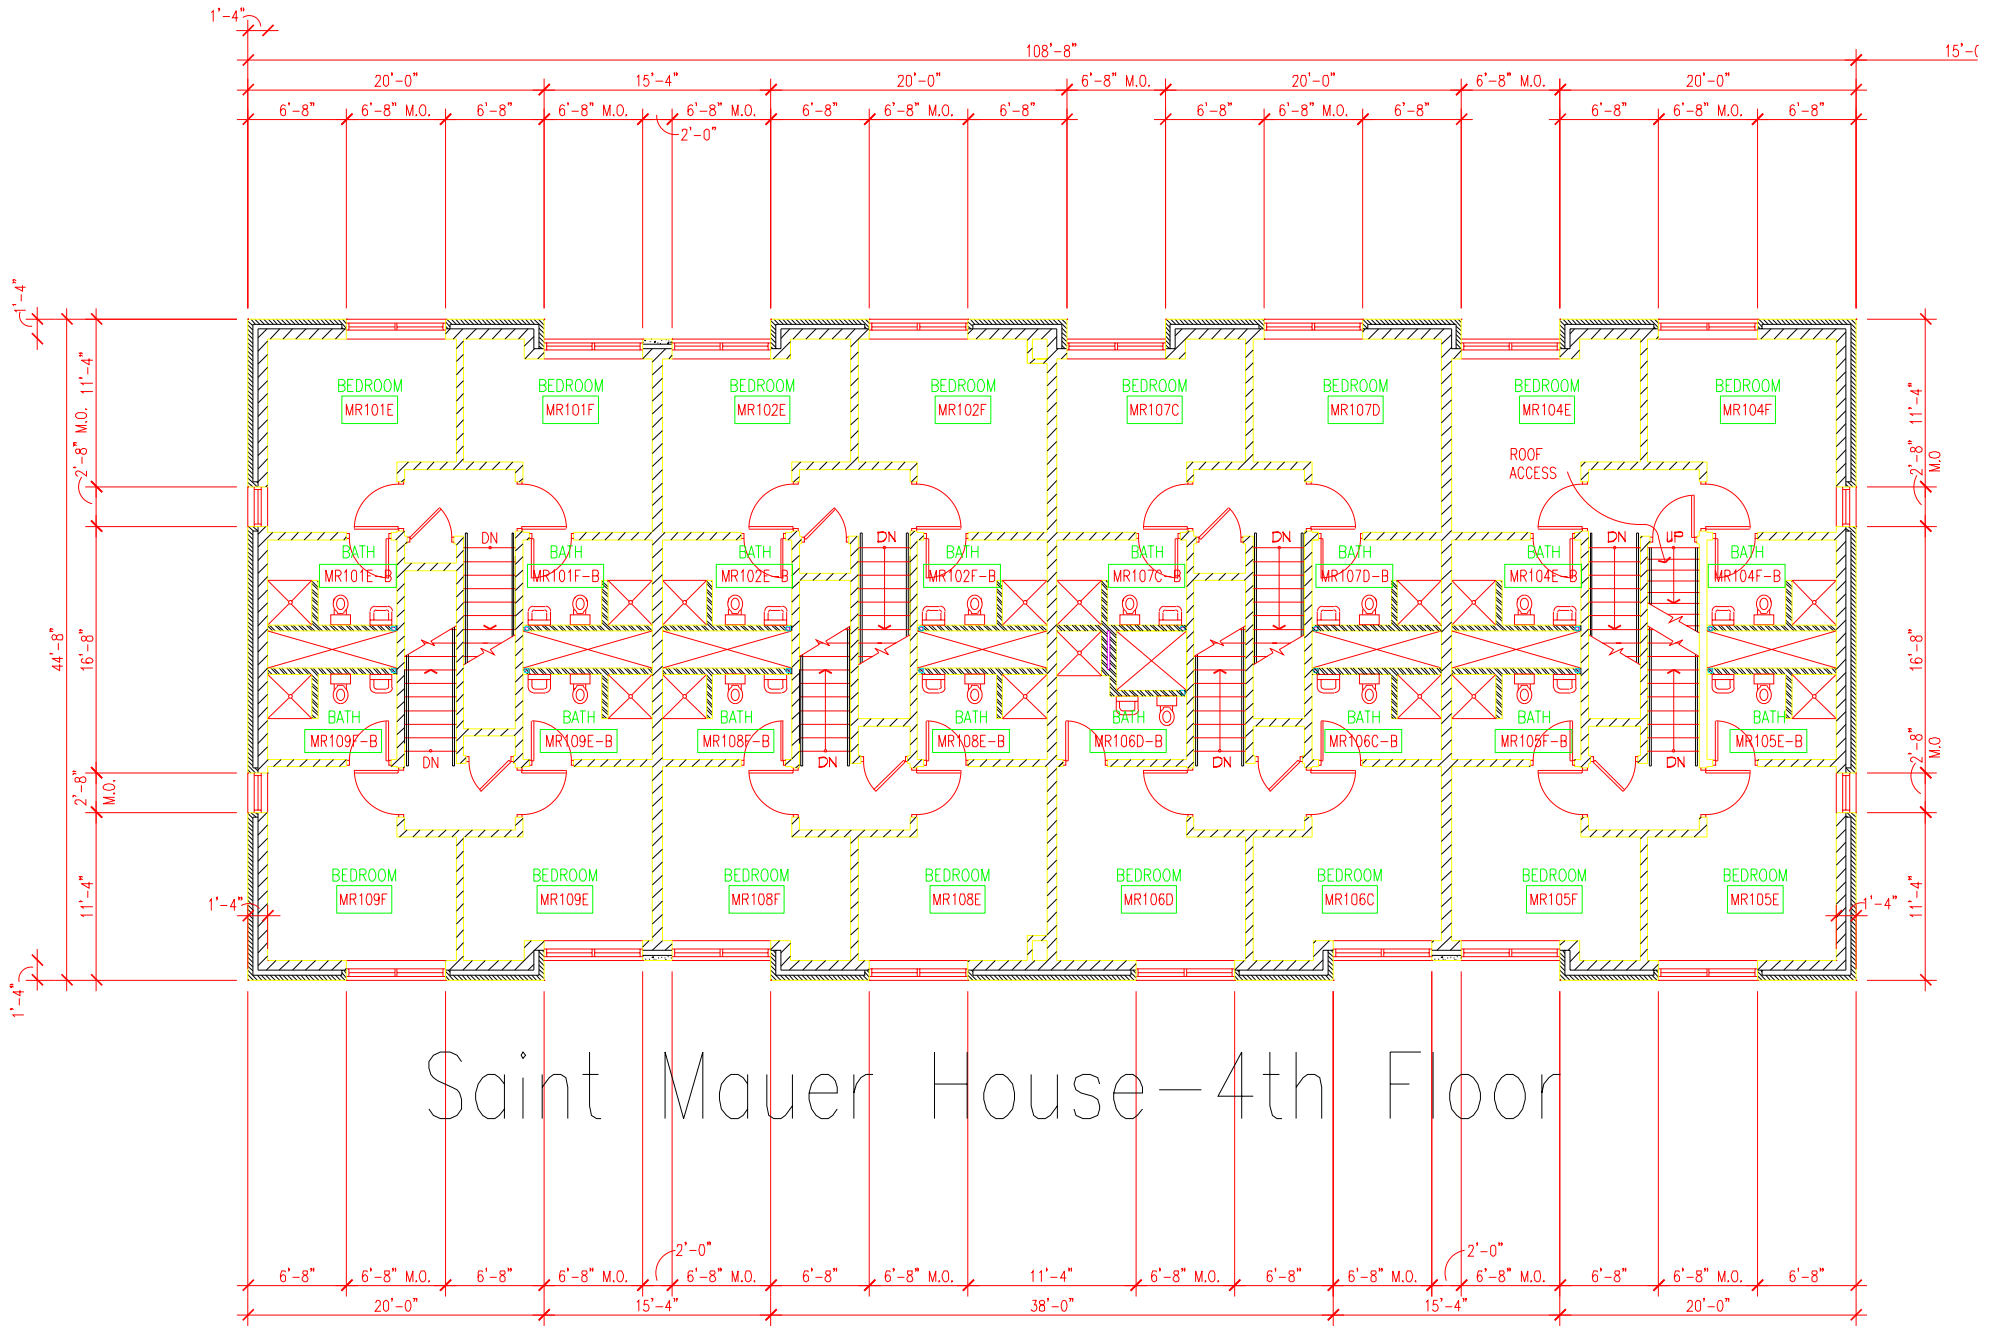 1'-4"
108'-8"
20'-0" 15'-4" 20'-0" 6'-8" M.O. 20'-0" 6'-8" M.O. 20'-0"
6'-8" 6'-8" M.O. 6'-8" 6'-8" M.O. 6'-8" M.O. 6'-8" 6'-8" M.O. 6'-8" 6'-8" 6'-8" M.O. 6'-8" 6'-8" 6'-8" M.O. 6'-8"
2'-0"
1'-4"
11'-4"
2'-8" M.O.
16'-8"
44'-8"
2'-8"
M.O.
11'-4"
1'-4"
1'-4"
BEDROOM BEDROOM BEDROOM BEDROOM BEDROOM BEDROOM BEDROOM BEDROOM
MR101E MR101F MR102E MR102F MR107C MR107D MR104E MR104F
ROOF
ACCESS
DN DN DN DN UP
BATH BATH BATH BATH BATH BATH BATH BATH
MR101E-B MR101F-B MR102E-B MR102F-B MR107C-B MR107D-B MR104E-B MR104F-B
BATH BATH BATH BATH BATH BATH BATH BATH
MR109F-B MR109E-B MR108F-B MR108E-B MR106D-B MR106C-B MR105F-B MR105E-B
DN DN DN DN
BEDROOM BEDROOM BEDROOM BEDROOM BEDROOM BEDROOM BEDROOM BEDROOM
MR109F MR109E MR108F MR108E MR106D MR106C MR105F MR105E
11'-4"
2'-8"
M.O
16'-8"
2'-8"
M.O
11'-4"
1'-4"
Saint Mauer House-4th Floor
2'-0" 2'-0"
6'-8" 6'-8" M.O. 6'-8" 6'-8" M.O. 6'-8" M.O. 6'-8" 6'-8" M.O. 11'-4" 6'-8" M.O. 6'-8" 6'-8" M.O. 6'-8" M.O. 6'-8" 6'-8" M.O. 6'-8"
20'-0" 15'-4" 38'-0" 15'-4" 20'-0"